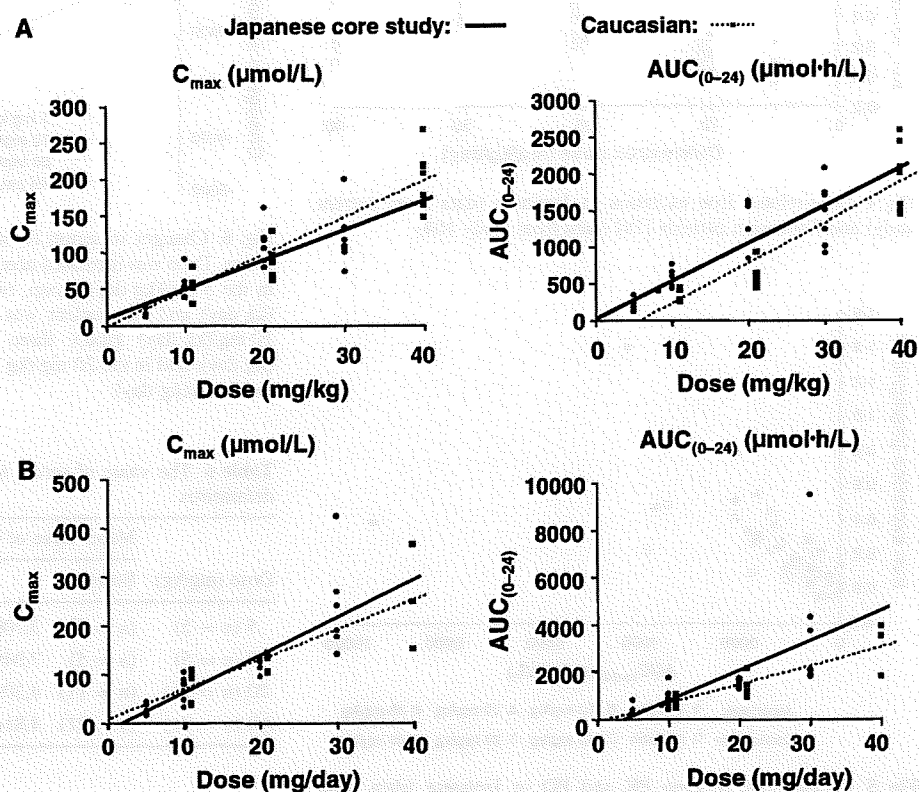 A
Japanese core study:
Caucasian:
Cmax (µmol/L)
AUC(0–24) (µmol·h/L)
Cmax
300
250
200
150
100
50
0
0 10 20 30 40
Dose (mg/kg)
AUC(0–24)
3000
2500
2000
1500
1000
500
0
0 10 20 30 40
Dose (mg/kg)
B
Cmax (µmol/L)
AUC(0–24) (µmol·h/L)
Cmax
500
400
300
200
100
0
0 10 20 30 40
Dose (mg/day)
AUC(0–24)
10000
8000
6000
4000
2000
0
0 10 20 30 40
Dose (mg/day)